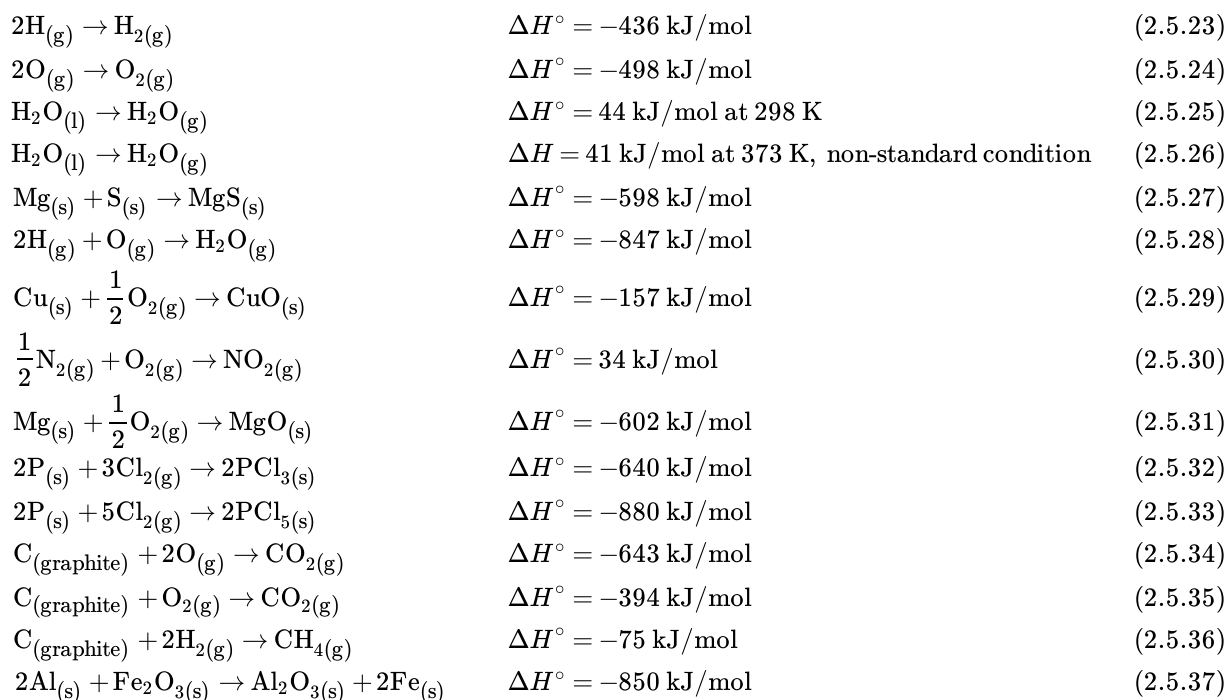 2H(g) → H2(g) ΔH° = −436 kJ/mol (2.5.23)
2O(g) → O2(g) ΔH° = −498 kJ/mol (2.5.24)
H2O(l) → H2O(g) ΔH° = 44 kJ/mol at 298 K (2.5.25)
H2O(l) → H2O(g) ΔH = 41 kJ/mol at 373 K, non-standard condition (2.5.26)
Mg(s) + S(s) → MgS(s) ΔH° = −598 kJ/mol (2.5.27)
2H(g) + O(g) → H2O(g) ΔH° = −847 kJ/mol (2.5.28)
Cu(s) + 1/2 O2(g) → CuO(s) ΔH° = −157 kJ/mol (2.5.29)
1/2 N2(g) + O2(g) → NO2(g) ΔH° = 34 kJ/mol (2.5.30)
Mg(s) + 1/2 O2(g) → MgO(s) ΔH° = −602 kJ/mol (2.5.31)
2P(s) + 3Cl2(g) → 2PCl3(s) ΔH° = −640 kJ/mol (2.5.32)
2P(s) + 5Cl2(g) → 2PCl5(s) ΔH° = −880 kJ/mol (2.5.33)
C(graphite) + 2O(g) → CO2(g) ΔH° = −643 kJ/mol (2.5.34)
C(graphite) + O2(g) → CO2(g) ΔH° = −394 kJ/mol (2.5.35)
C(graphite) + 2H2(g) → CH4(g) ΔH° = −75 kJ/mol (2.5.36)
2Al(s) + Fe2O3(s) → Al2O3(s) + 2Fe(s) ΔH° = −850 kJ/mol (2.5.37)